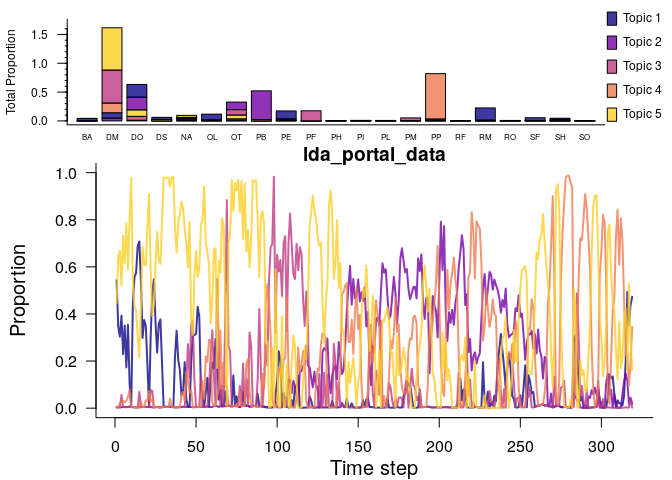 Total Proportion
1.5
1.0
0.5
0.0
BA DM DO DS NA OL OT PB PE PF PH PI PL PM PP RF RM RO SF SH SO
Topic 1
Topic 2
Topic 3
Topic 4
Topic 5
lda_portal_data
Proportion
1.0
0.8
0.6
0.4
0.2
0.0
0 50 100 150 200 250 300
Time step